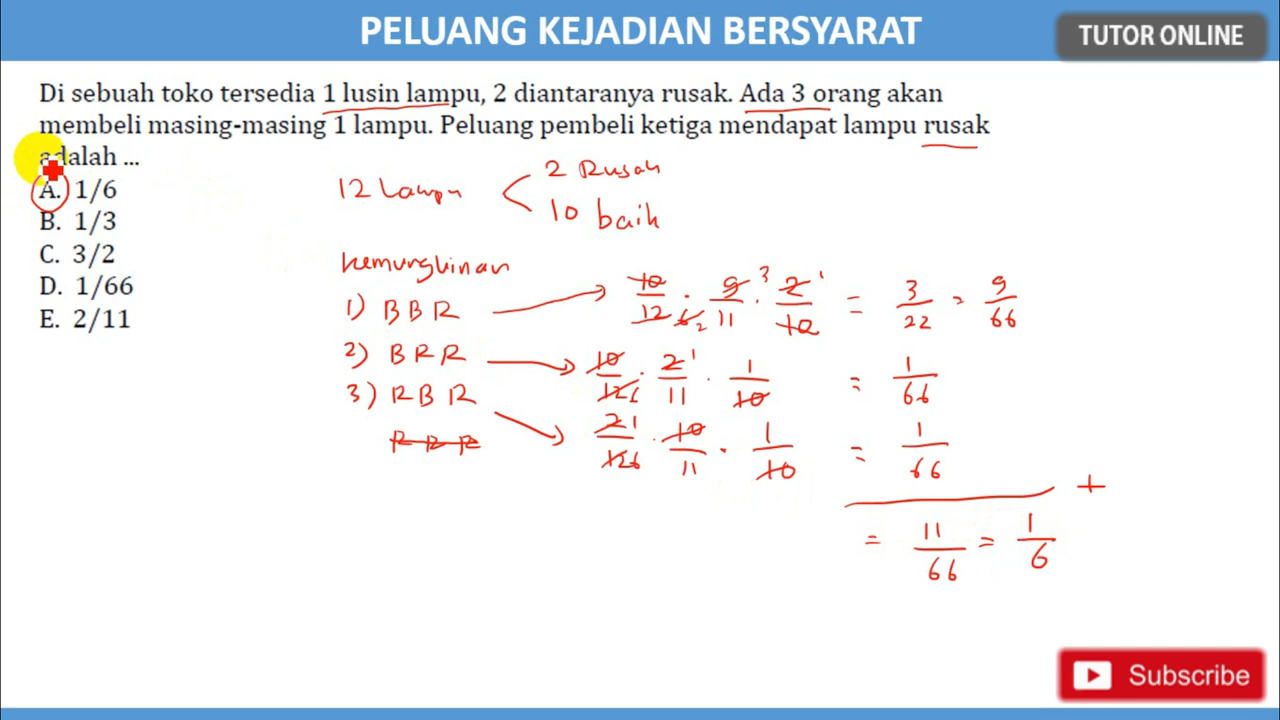 PELUANG KEJADIAN BERSYARAT
TUTOR ONLINE
Di sebuah toko tersedia 1 lusin lampu, 2 diantaranya rusak. Ada 3 orang akan
membeli masing-masing 1 lampu. Peluang pembeli ketiga mendapat lampu rusak
adalah ...
A. 1/6
B. 1/3
C. 3/2
D. 1/66
E. 2/11
12 Lampu < 2 Rusak
10 baik
Kemungkinan
1) B B R → 10/12 . 9/11 . 2/10 = 3/22 = 9/66
2) B R R → 10/12 . 2/11 . 1/10 = 1/66
3) R B R → 2/12 . 10/11 . 1/10 = 1/66
R R R
+
= 11/66 = 1/6
Subscribe